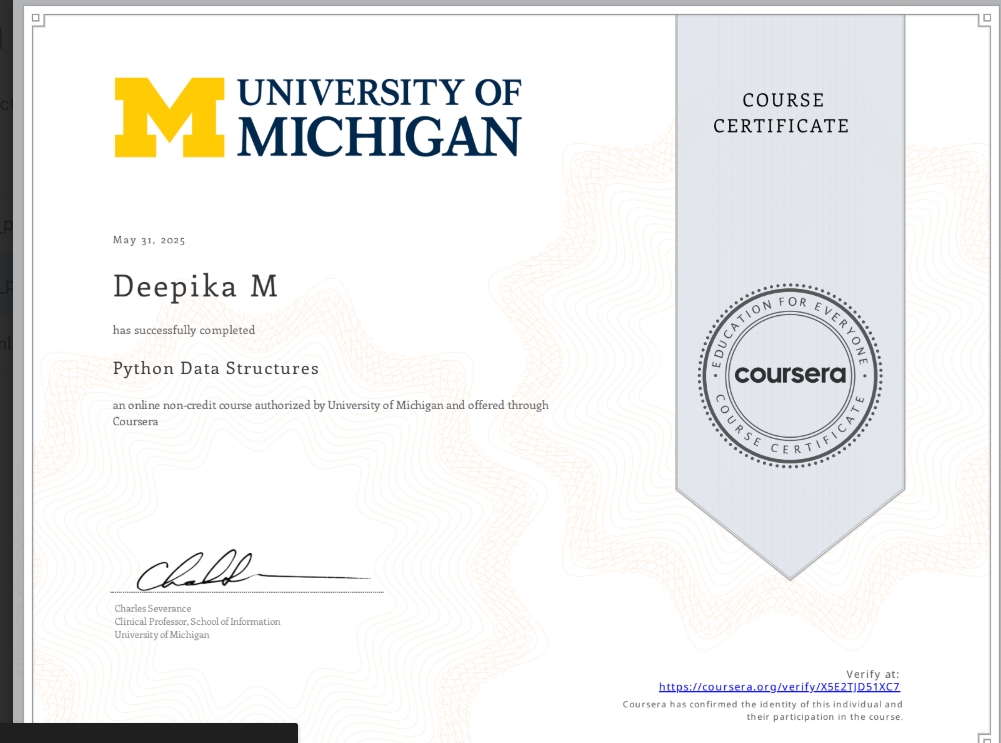 UNIVERSITY OF
MICHIGAN
COURSE
CERTIFICATE
May 31, 2025
Deepika M
has successfully completed
Python Data Structures
an online non-credit course authorized by University of Michigan and offered through
Coursera
EDUCATION FOR EVERYONE
coursera
COURSE CERTIFICATE
Charles Severance
Clinical Professor, School of Information
University of Michigan
Verify at:
https://coursera.org/verify/X5E2TJD51XC7
Coursera has confirmed the identity of this individual and
their participation in the course.